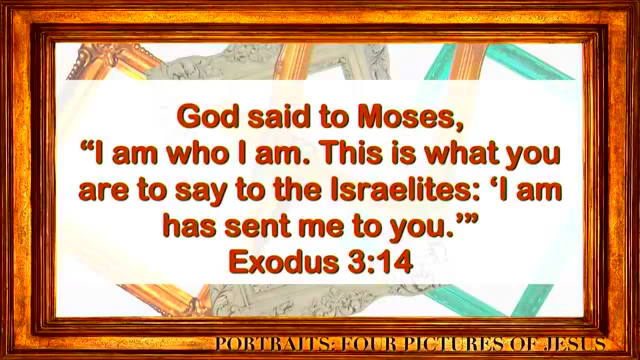 God said to Moses,
“I am who I am. This is what you
are to say to the Israelites: ‘I am
has sent me to you.’”
Exodus 3:14
PORTRAITS: FOUR PICTURES OF JESUS